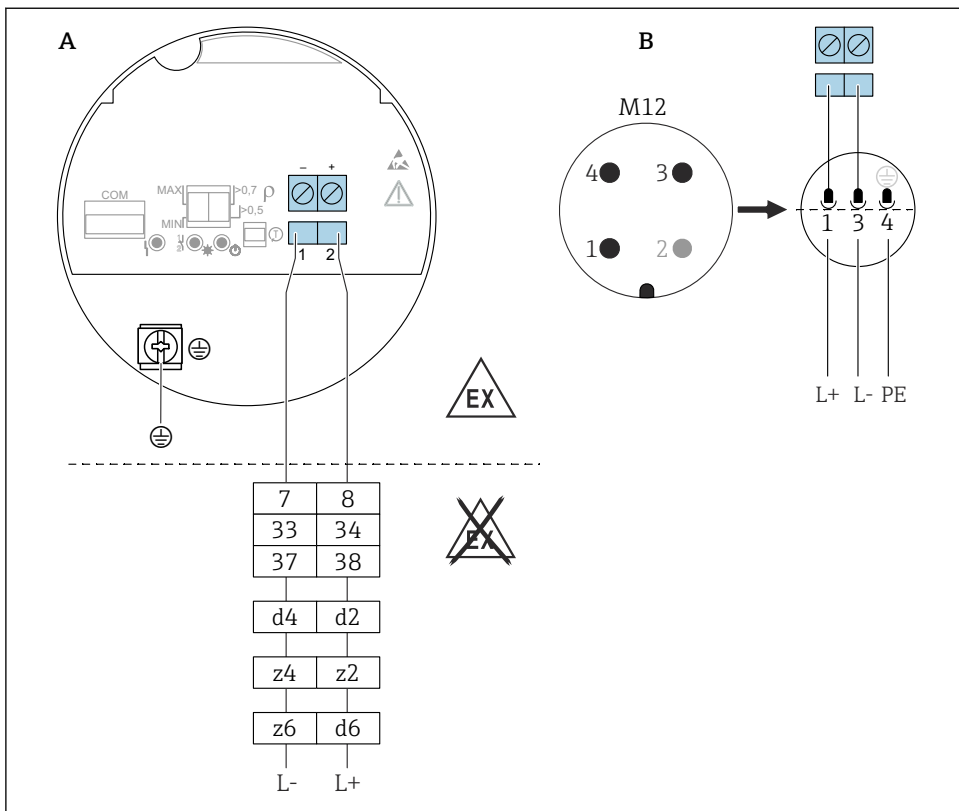 A
– +
COM
MAX
>0,7 ρ
>0,5
MIN
T
1 2
EX
7 8
33 34
37 38
EX
d4 d2
z4 z2
z6 d6
L- L+
B
M12
4 3
1 2
1 3 4
L+ L- PE